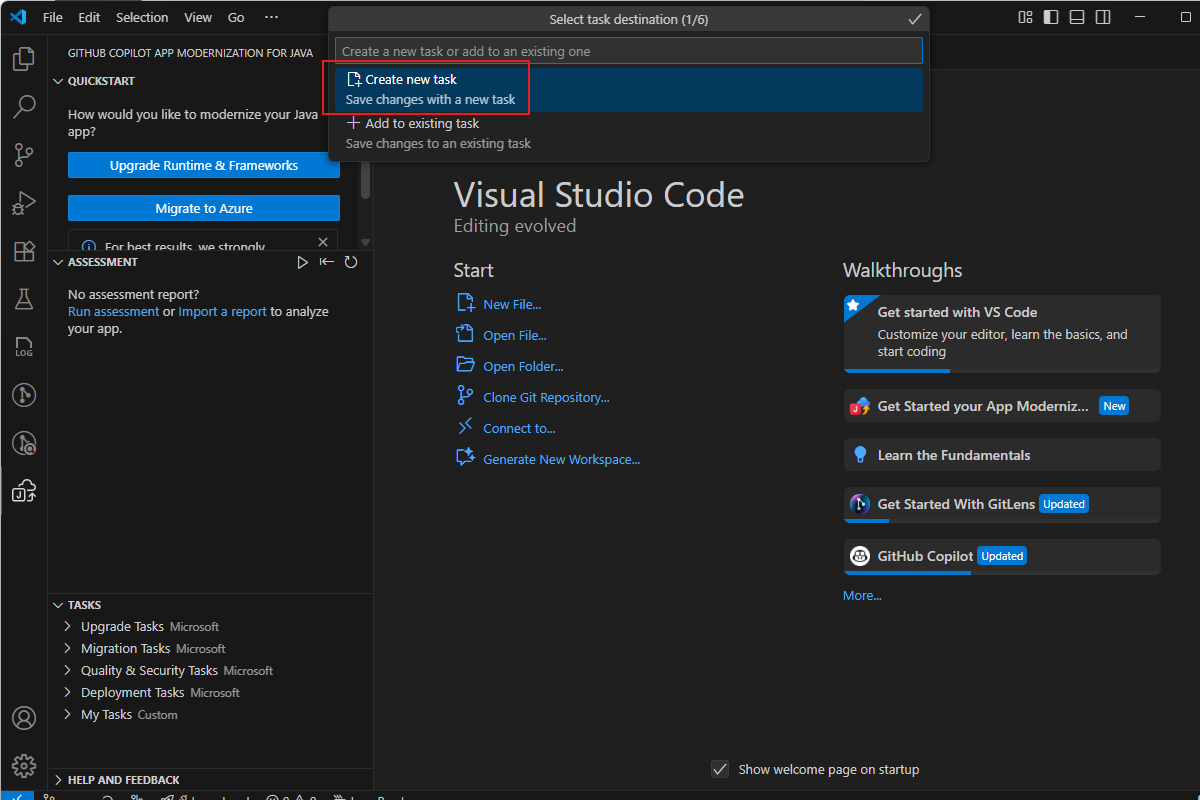 File Edit Selection View Go ...
Select task destination (1/6)
Create a new task or add to an existing one
Create new task
Save changes with a new task
Add to existing task
Save changes to an existing task
GITHUB COPILOT APP MODERNIZATION FOR JAVA
QUICKSTART
How would you like to modernize your Java
app?
Upgrade Runtime & Frameworks
Migrate to Azure
For best results, we strongly
ASSESSMENT
No assessment report?
Run assessment or Import a report to analyze
your app.
LOG
TASKS
Upgrade Tasks Microsoft
Migration Tasks Microsoft
Quality & Security Tasks Microsoft
Deployment Tasks Microsoft
My Tasks Custom
HELP AND FEEDBACK
Visual Studio Code
Editing evolved
Start
New File...
Open File...
Open Folder...
Clone Git Repository...
Connect to...
Generate New Workspace...
Walkthroughs
Get started with VS Code
Customize your editor, learn the basics, and
start coding
Get Started your App Moderniz... New
Learn the Fundamentals
Get Started With GitLens Updated
GitHub Copilot Updated
More...
Show welcome page on startup